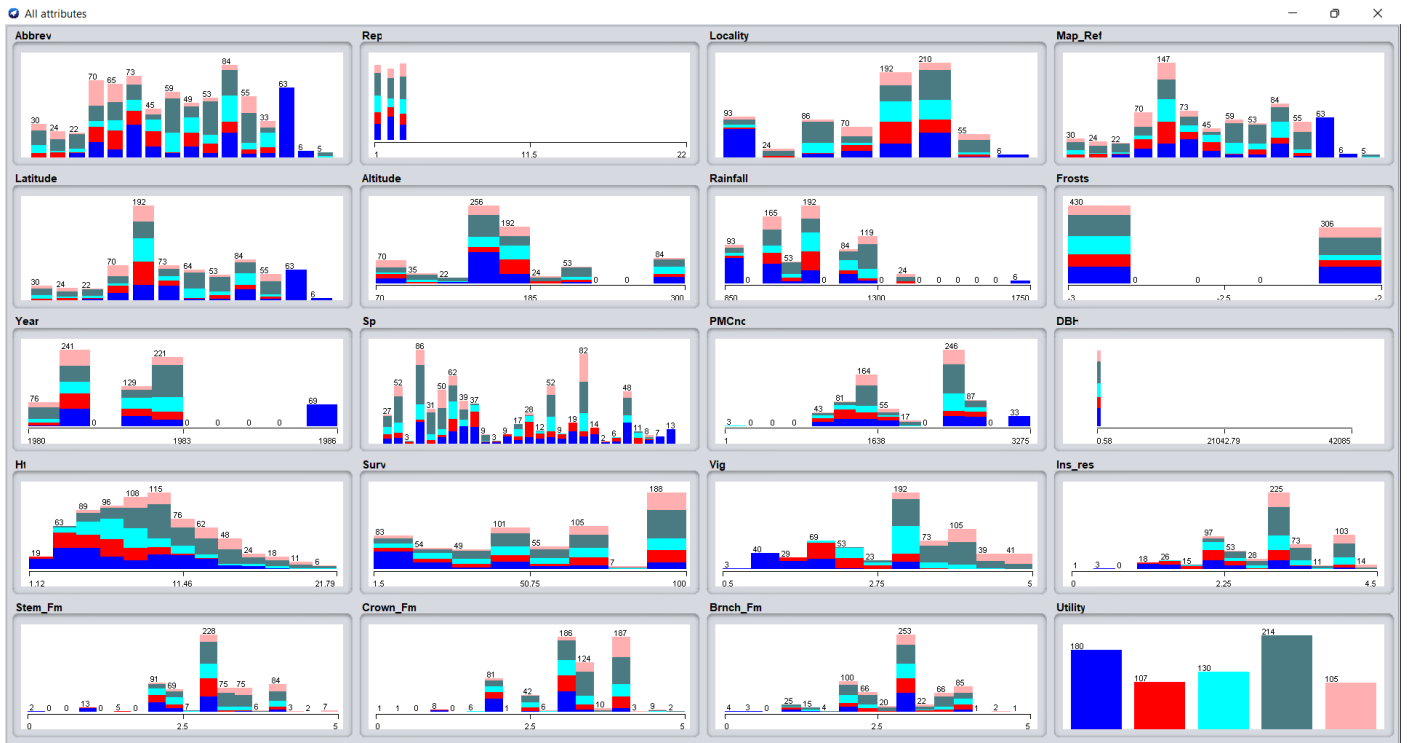 All attributes
Abbrev Rep Locality Map_Ref
30 24 22 70 65 73 45 59 49 53 84 55 33 63 6 5
1 11.5 22
93 24 86 70 192 210 55 6
30 24 22 70 147 73 45 59 53 84 55 63 6 5
Latitude Altitude Rainfall Frosts
30 24 22 70 192 73 64 53 84 55 63 6
70 35 22 256 192 24 53 0 0 84
70 185 300
93 0 165 53 192 0 84 119 0 24 0 0 0 0 0 6
850 1300 1750
430 0 0 306
-3 -2.5 -2
Year Sp PMCno DBH
76 241 0 129 221 0 0 0 0 69
1980 1983 1986
27 52 3 86 31 50 62 39 37 9 3 9 17 28 12 52 9 19 82 14 2 6 48 11 8 7 13
3 0 0 0 43 81 164 55 17 0 246 87 0 33
1 1638 3275
0.58 21042.79 42085
Ht Surv Vig Ins_res
19 63 89 96 108 115 76 62 48 24 18 11 6
1.12 11.46 21.79
83 54 49 101 55 105 7 188
1.5 50.75 100
3 40 29 69 53 23 192 73 105 39 41
0.5 2.75 5
1 3 0 18 26 15 97 53 28 225 73 11 103 14
0 2.25 4.5
Stem_Fm Crown_Fm Brnch_Fm Utility
2 0 0 13 0 5 0 91 69 7 228 75 75 6 84 3 2 7
0 2.5 5
1 1 0 8 0 6 81 1 42 6 186 124 10 187 3 9 2
0 2.5 5
4 3 0 25 15 4 100 66 20 253 22 66 85 1 2 1
0 2.5 5
180 107 130 214 105